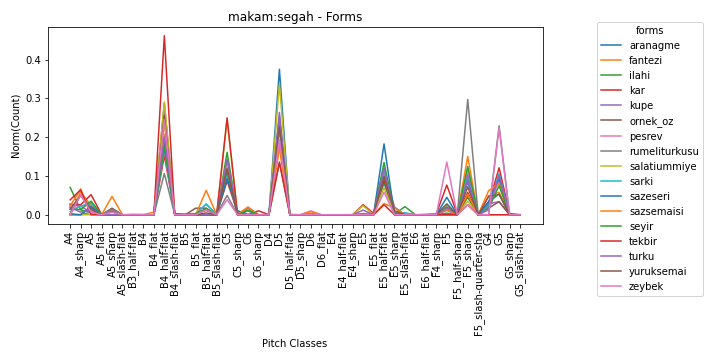 makam:segah - Forms
Norm(Count)
0.4
0.3
0.2
0.1
0.0
A4
A4_sharp
A5
A5_flat
A5_sharp
A5_slash-flat
B3_half-flat
B4
B4_flat
B4_half-flat
B4_slash-flat
B5
B5_flat
B5_half-flat
B5_slash-flat
C5
C5_sharp
C6
C6_sharp
D4
D5
D5_half-flat
D5_sharp
D6
D6_flat
E4
E4_half-flat
E4_sharp
E5
E5_flat
E5_half-flat
E5_sharp
E5_slash-flat
E6
E6_half-flat
F4_sharp
F5
F5_half-sharp
F5_sharp
F5_slash-quarter-sha
G4
G5
G5_sharp
G5_slash-flat
Pitch Classes
forms
aranagme
fantezi
ilahi
kar
kupe
ornek_oz
pesrev
rumeliturkusu
salatiummiye
sarki
sazeseri
sazsemaisi
seyir
tekbir
turku
yuruksemai
zeybek